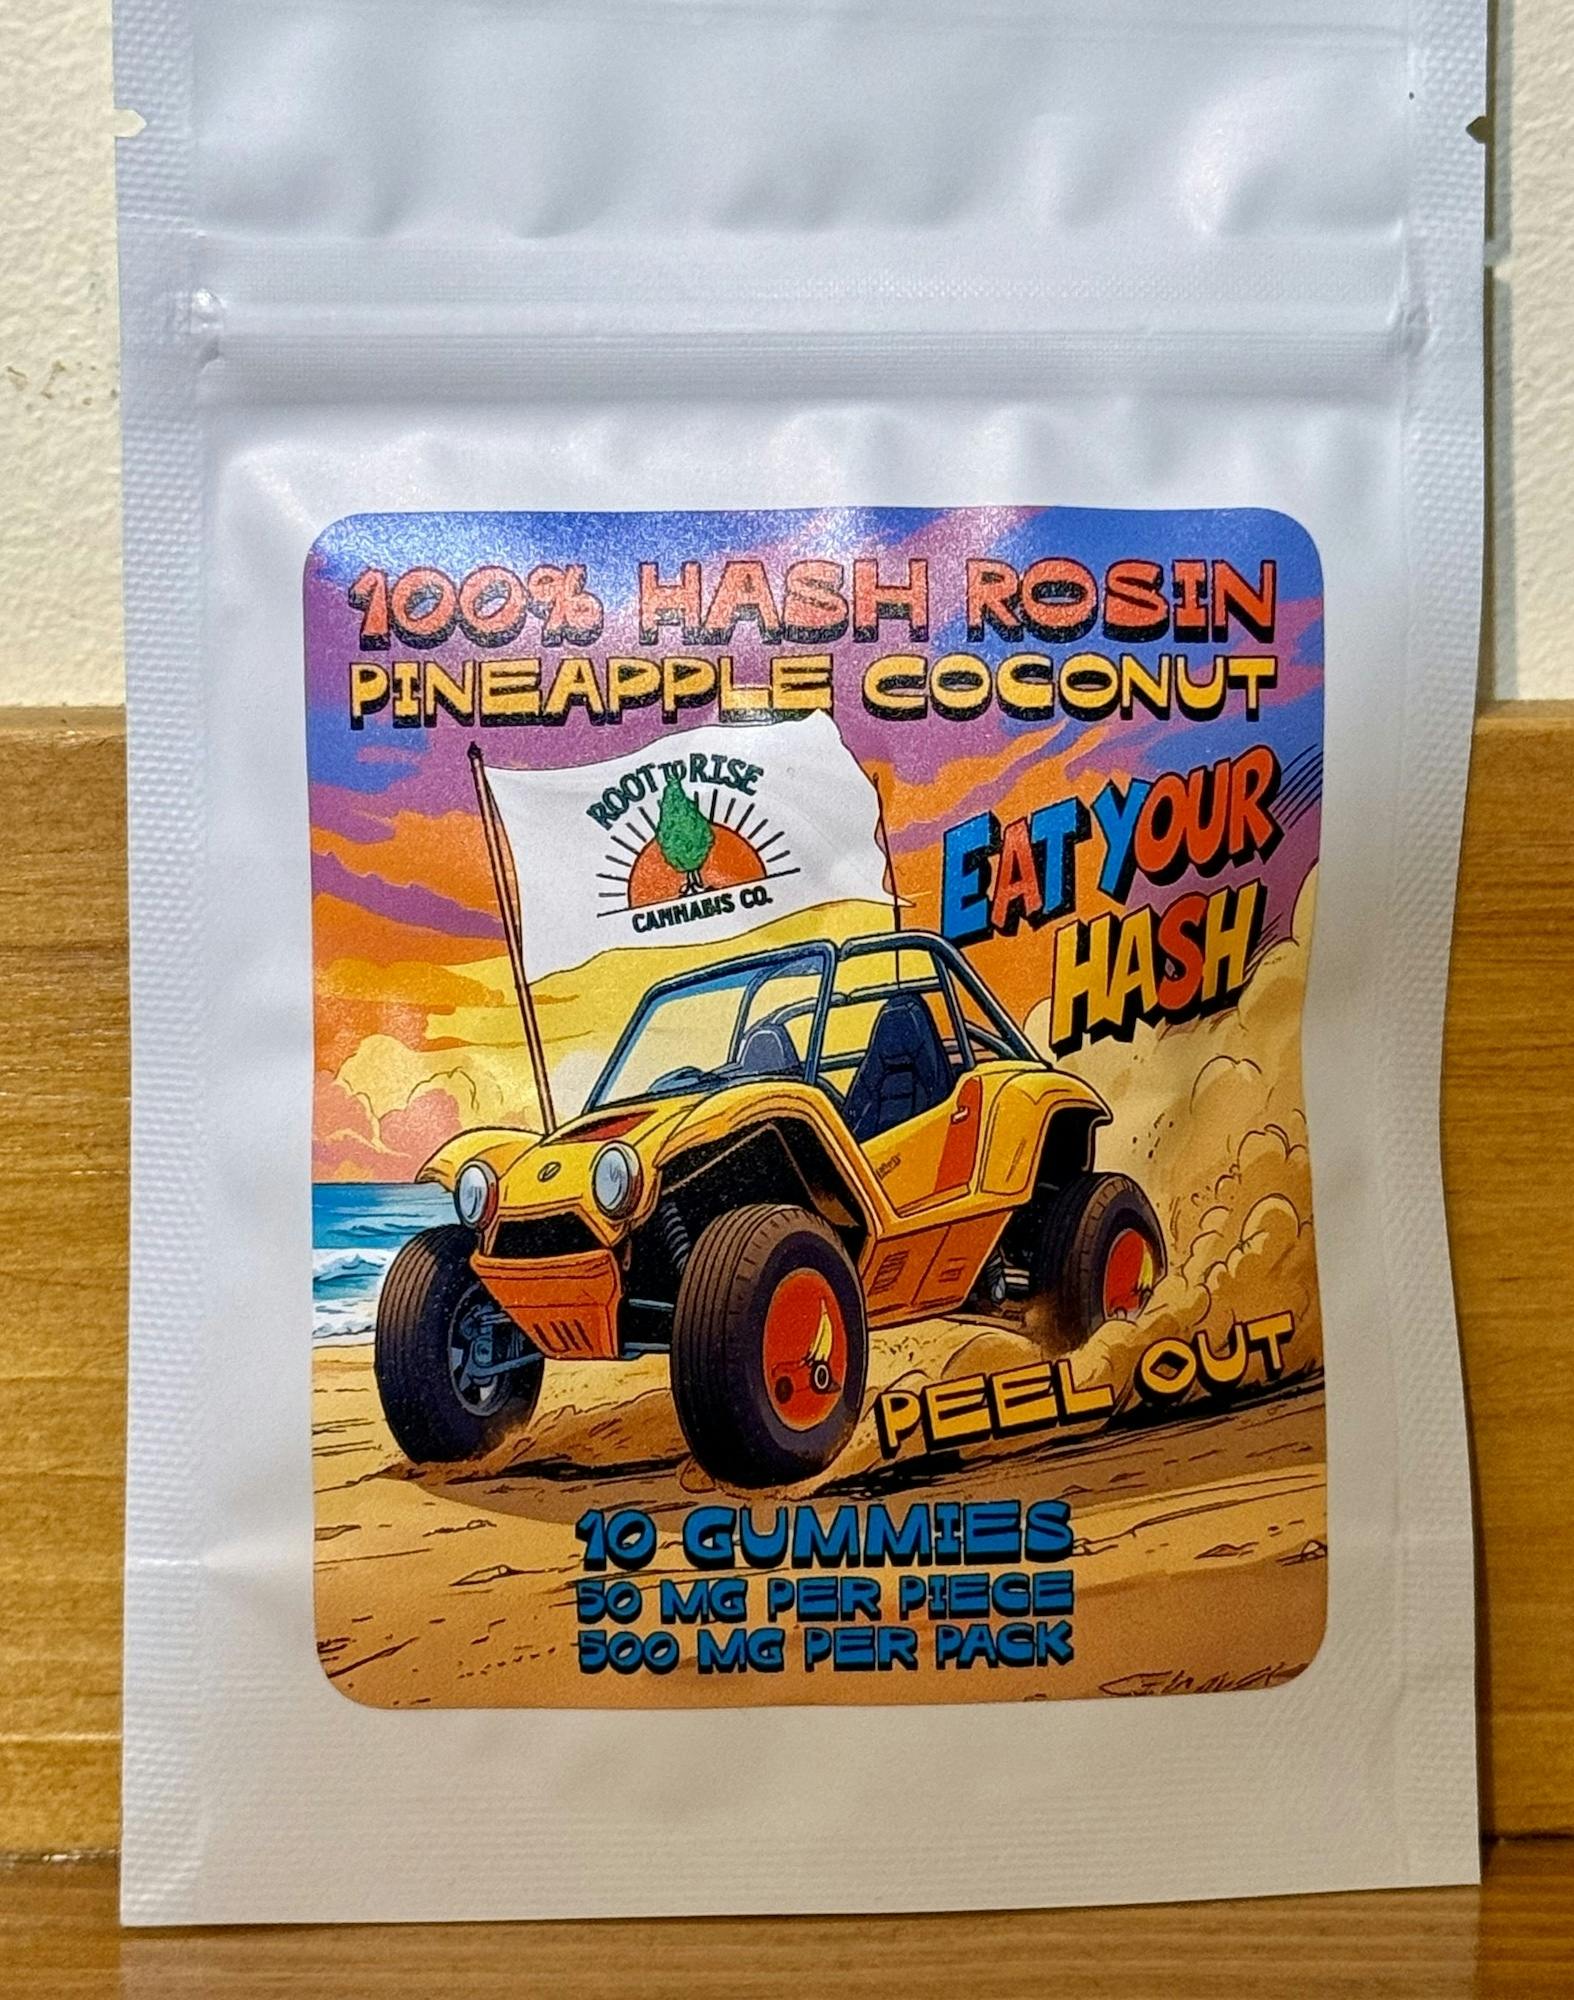 100% HASH ROSIN
PINEAPPLE COCONUT
ROOT TO RISE
CANNABIS CO.
EAT YOUR
HASH
PEEL OUT
10 GUMMIES
50 MG PER PIECE
500 MG PER PACK